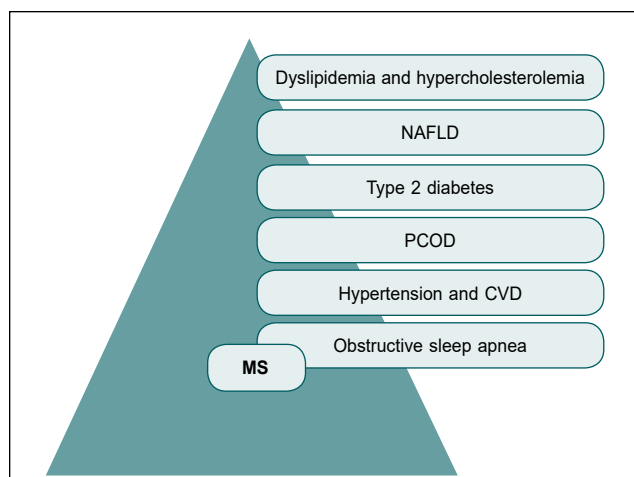 Dyslipidemia and hypercholesterolemia
NAFLD
Type 2 diabetes
PCOD
Hypertension and CVD
Obstructive sleep apnea
MS